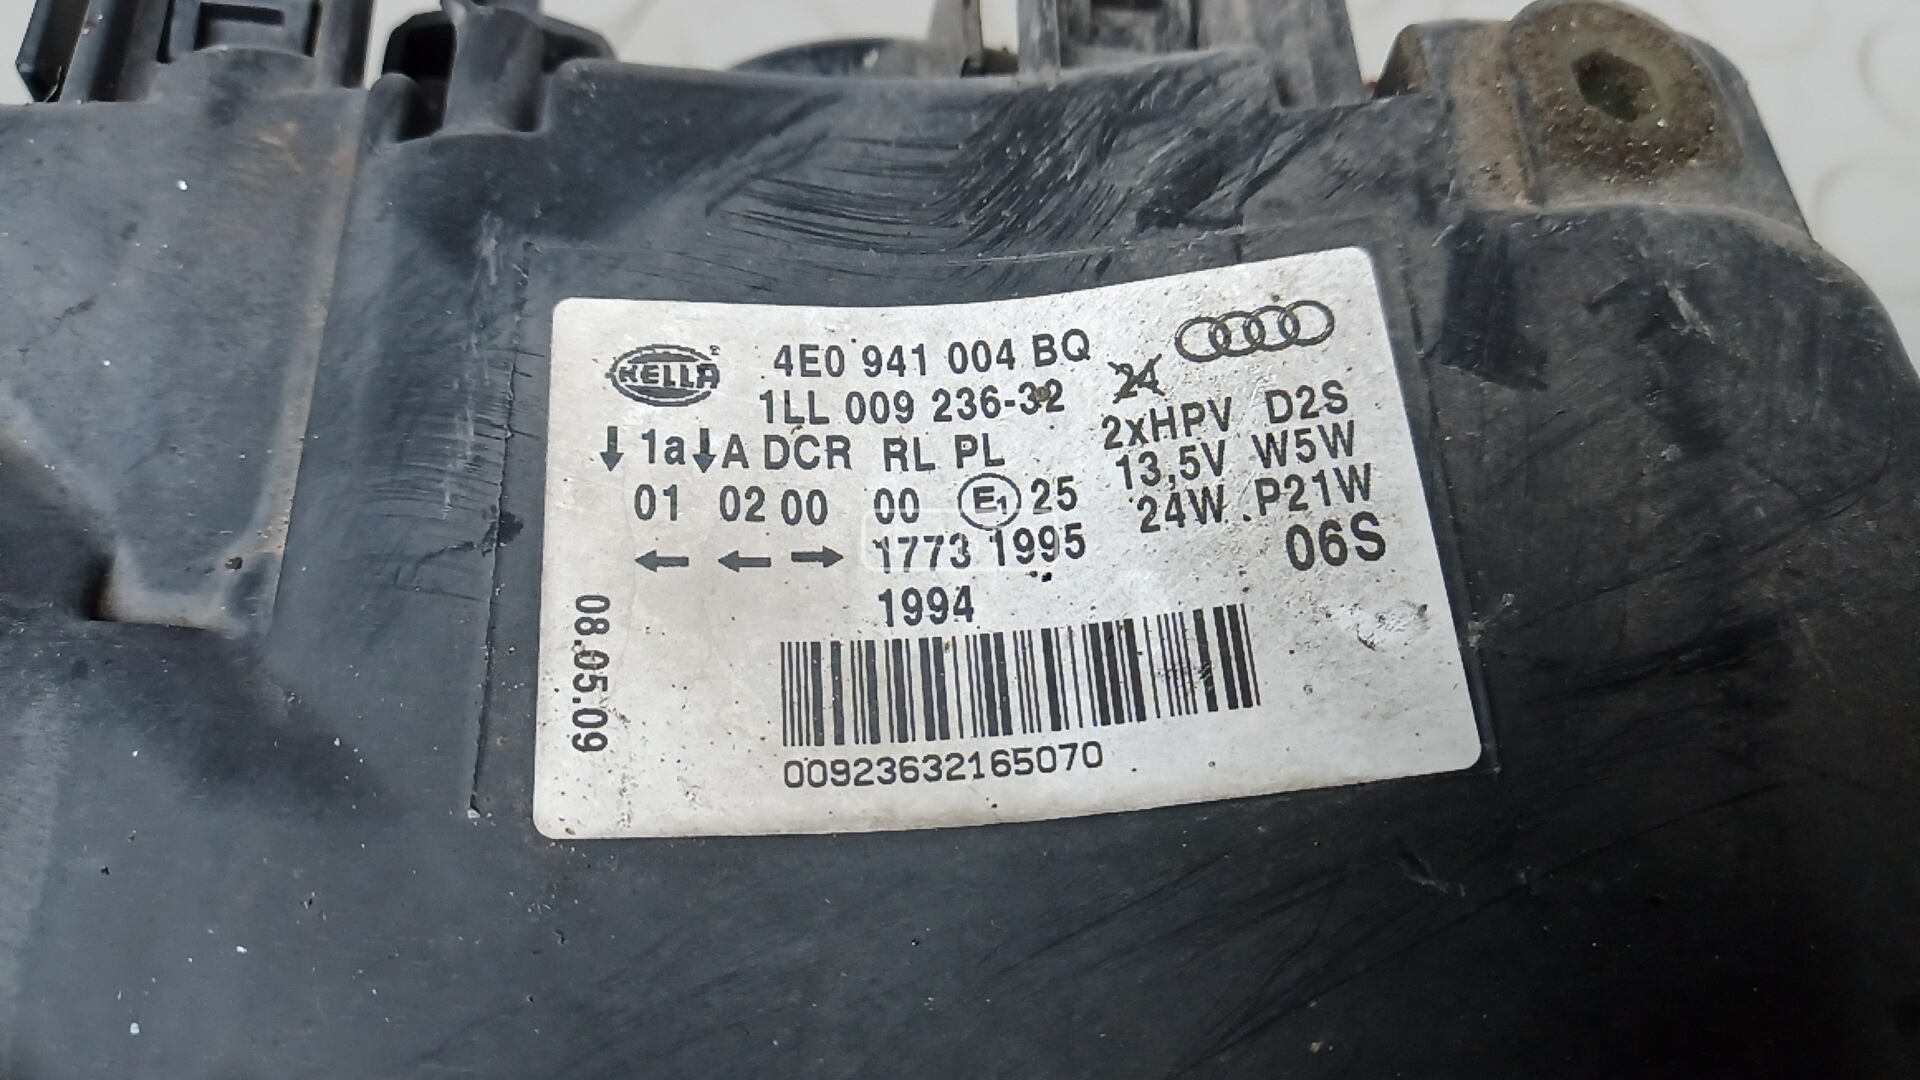 HELLA 4E0 941 004 BQ
1LL 009 236-32 24
↓ 1a ↓ A DCR RL PL 2xHPV D2S
01 02 00 00 E1 25 13,5V W5W
← ← → 1773 1995 24W P21W
1994 06S
08.05.09
00923632165070